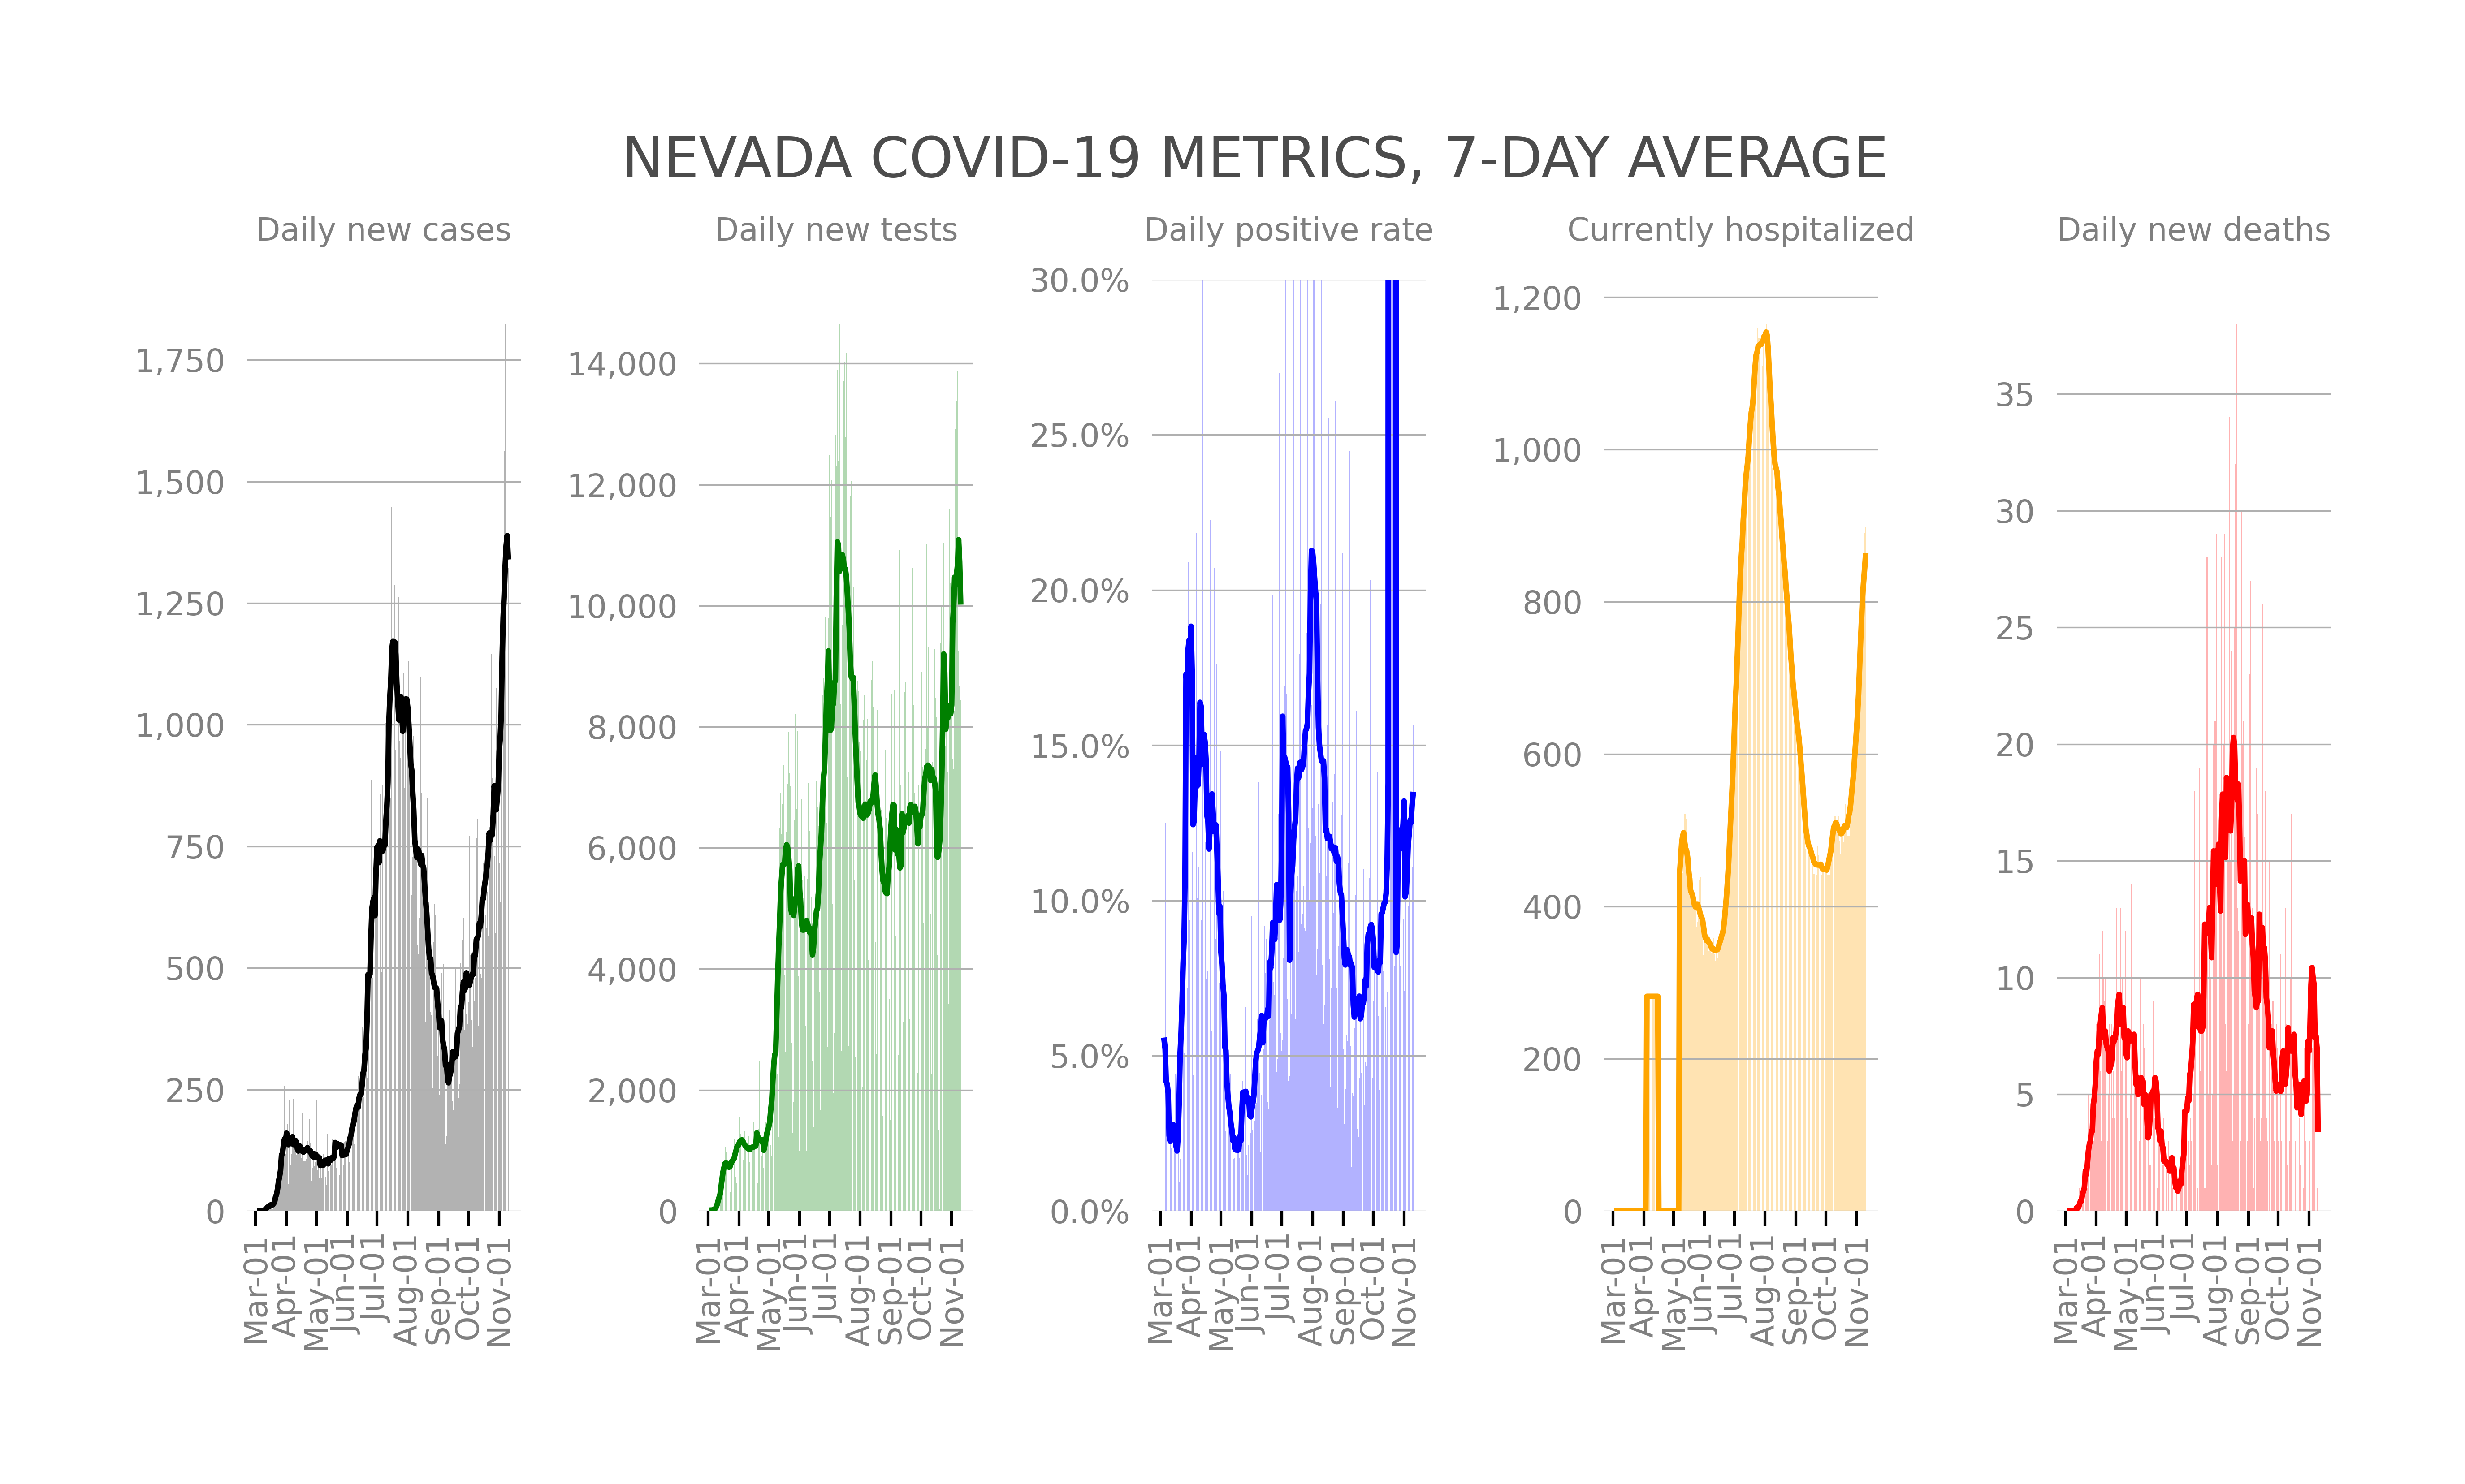 NEVADA COVID-19 METRICS, 7-DAY AVERAGE
Daily new cases
1,750
1,500
1,250
1,000
750
500
250
0
Mar-01
Apr-01
May-01
Jun-01
Jul-01
Aug-01
Sep-01
Oct-01
Nov-01
Daily new tests
14,000
12,000
10,000
8,000
6,000
4,000
2,000
0
Mar-01
Apr-01
May-01
Jun-01
Jul-01
Aug-01
Sep-01
Oct-01
Nov-01
Daily positive rate
30.0%
25.0%
20.0%
15.0%
10.0%
5.0%
0.0%
Mar-01
Apr-01
May-01
Jun-01
Jul-01
Aug-01
Sep-01
Oct-01
Nov-01
Currently hospitalized
1,200
1,000
800
600
400
200
0
Mar-01
Apr-01
May-01
Jun-01
Jul-01
Aug-01
Sep-01
Oct-01
Nov-01
Daily new deaths
35
30
25
20
15
10
5
0
Mar-01
Apr-01
May-01
Jun-01
Jul-01
Aug-01
Sep-01
Oct-01
Nov-01